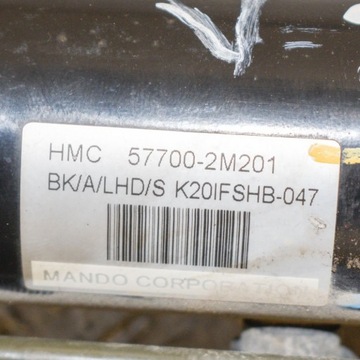 HMC 57700-2M201
BK/A/LHD/S K20IFSHB-047
MANDO CORPORATION